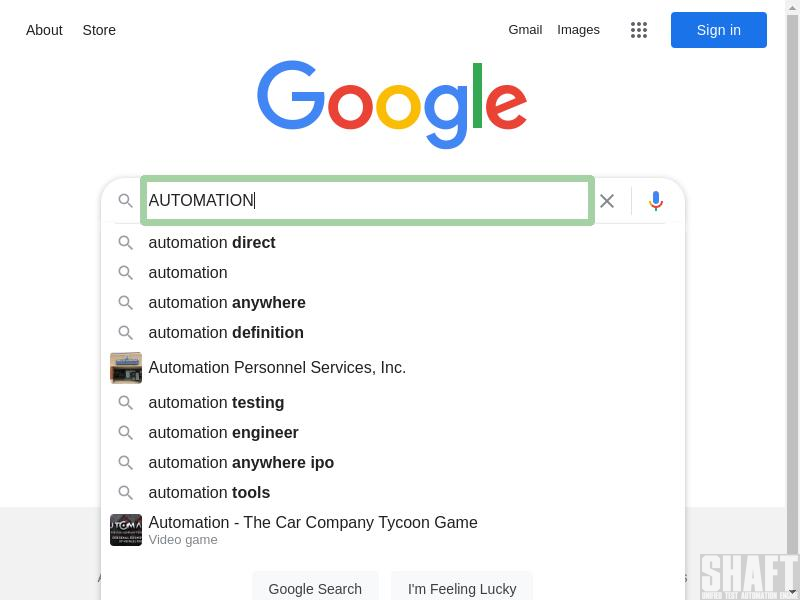 About Store Gmail Images Sign in
Google
AUTOMATION
automation direct
automation
automation anywhere
automation definition
Automation Personnel Services, Inc.
automation testing
automation engineer
automation anywhere ipo
automation tools
Automation - The Car Company Tycoon Game
Video game
Google Search I'm Feeling Lucky
SHAFT